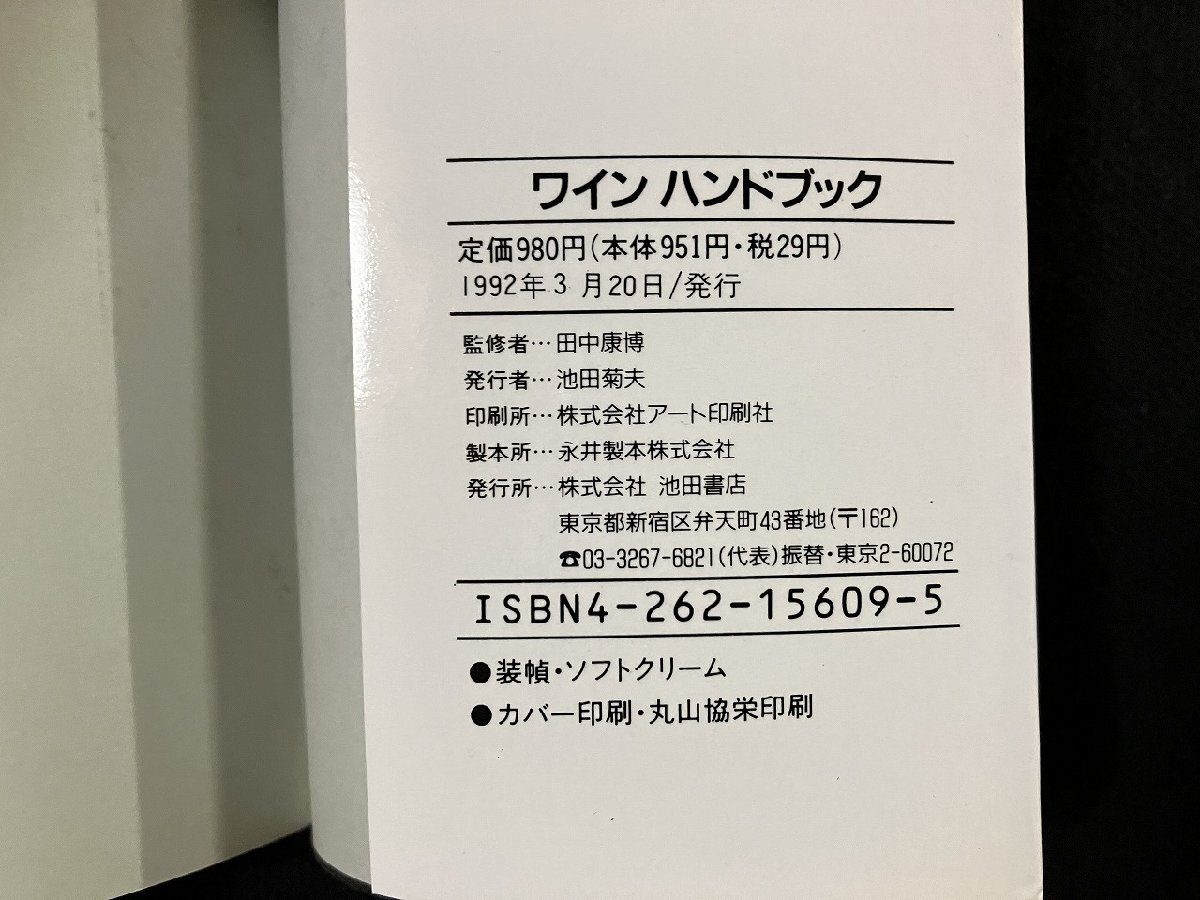 ワイン ハンドブック
定価980円(本体951円・税29円)
1992年3月20日/発行
監修者…田中康博
発行者…池田菊夫
印刷所…株式会社アート印刷社
製本所…永井製本株式会社
発行所…株式会社 池田書店
東京都新宿区弁天町43番地(〒162)
☎03-3267-6821(代表)振替・東京2-60072
ISBN4-262-15609-5
●装幀・ソフトクリーム
●カバー印刷・丸山協栄印刷